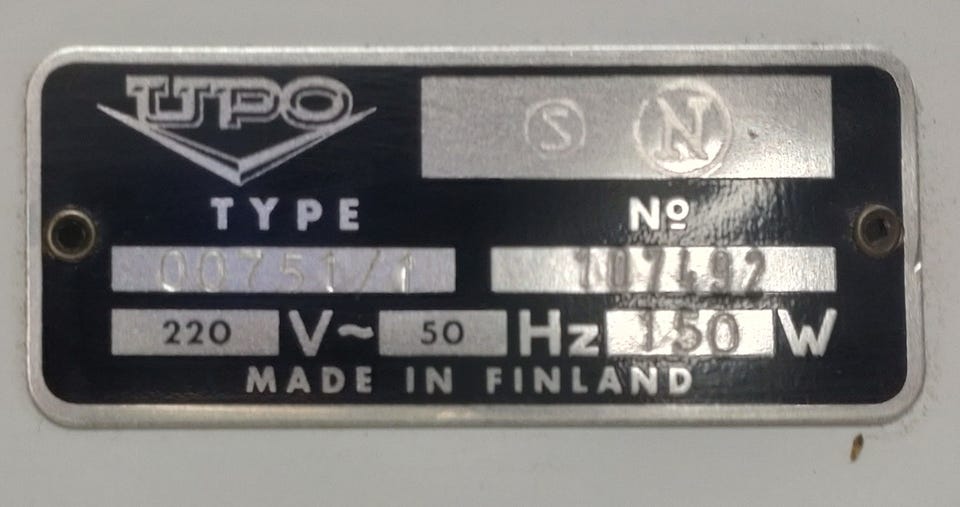 UPO
S N
TYPE Nº
00751/1 107492
220 V~ 50 Hz 150 W
MADE IN FINLAND